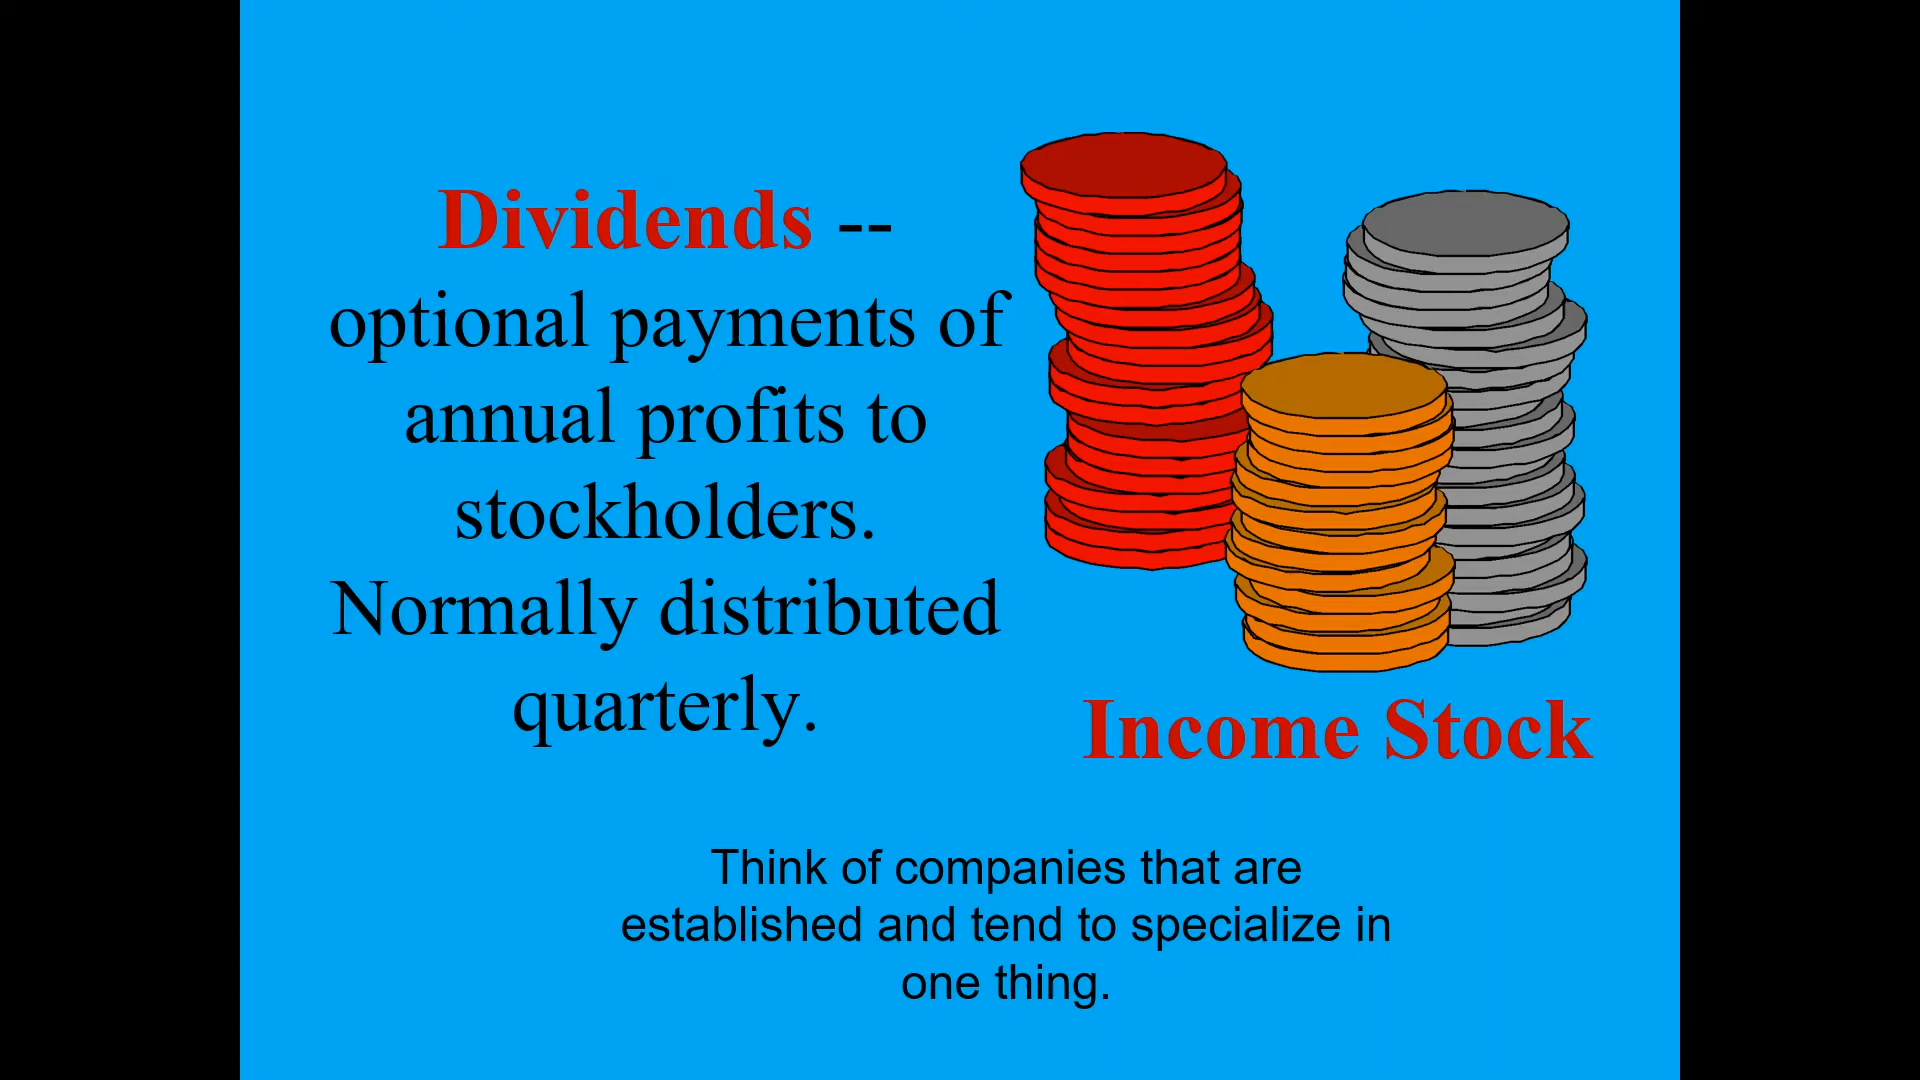 Dividends --
optional payments of
annual profits to
stockholders.
Normally distributed
quarterly.
Income Stock
Think of companies that are
established and tend to specialize in
one thing.